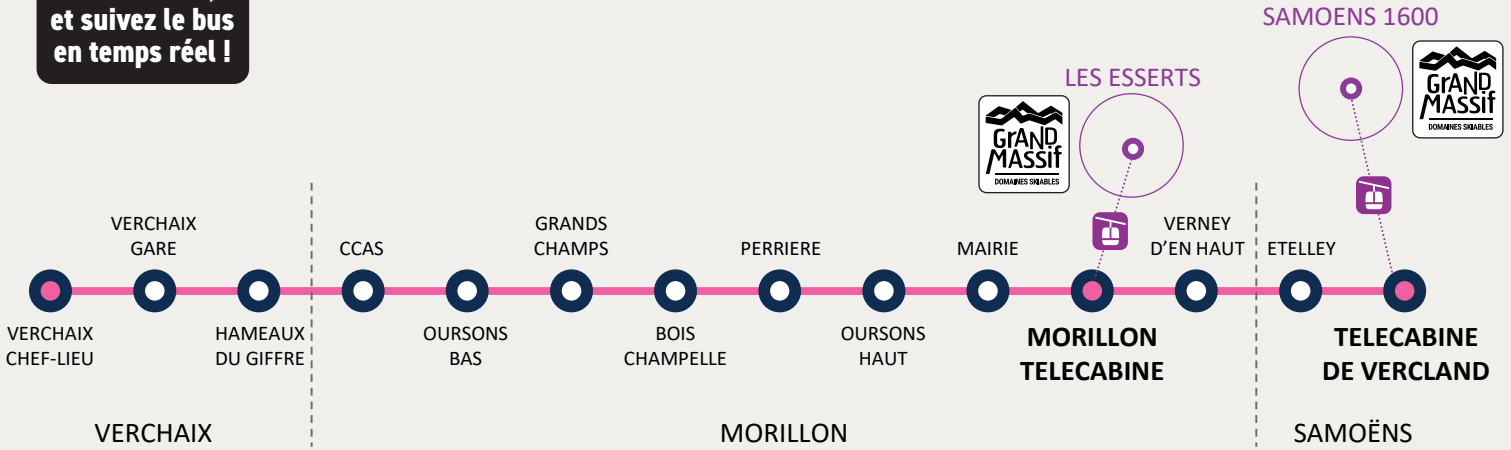 et suivez le bus
en temps réel !
SAMOENS 1600
GRAND
MASSIF
DOMAINES SKIABLES
LES ESSERTS
GRAND
MASSIF
DOMAINES SKIABLES
VERCHAIX
GARE
CCAS
GRANDS
CHAMPS
PERRIERE
MAIRIE
VERNEY
D'EN HAUT
ETELLEY
VERCHAIX
CHEF-LIEU
HAMEAUX
DU GIFFRE
OURSONS
BAS
BOIS
CHAMPELLE
OURSONS
HAUT
MORILLON
TELECABINE
TELECABINE
DE VERCLAND
VERCHAIX
MORILLON
SAMOËNS